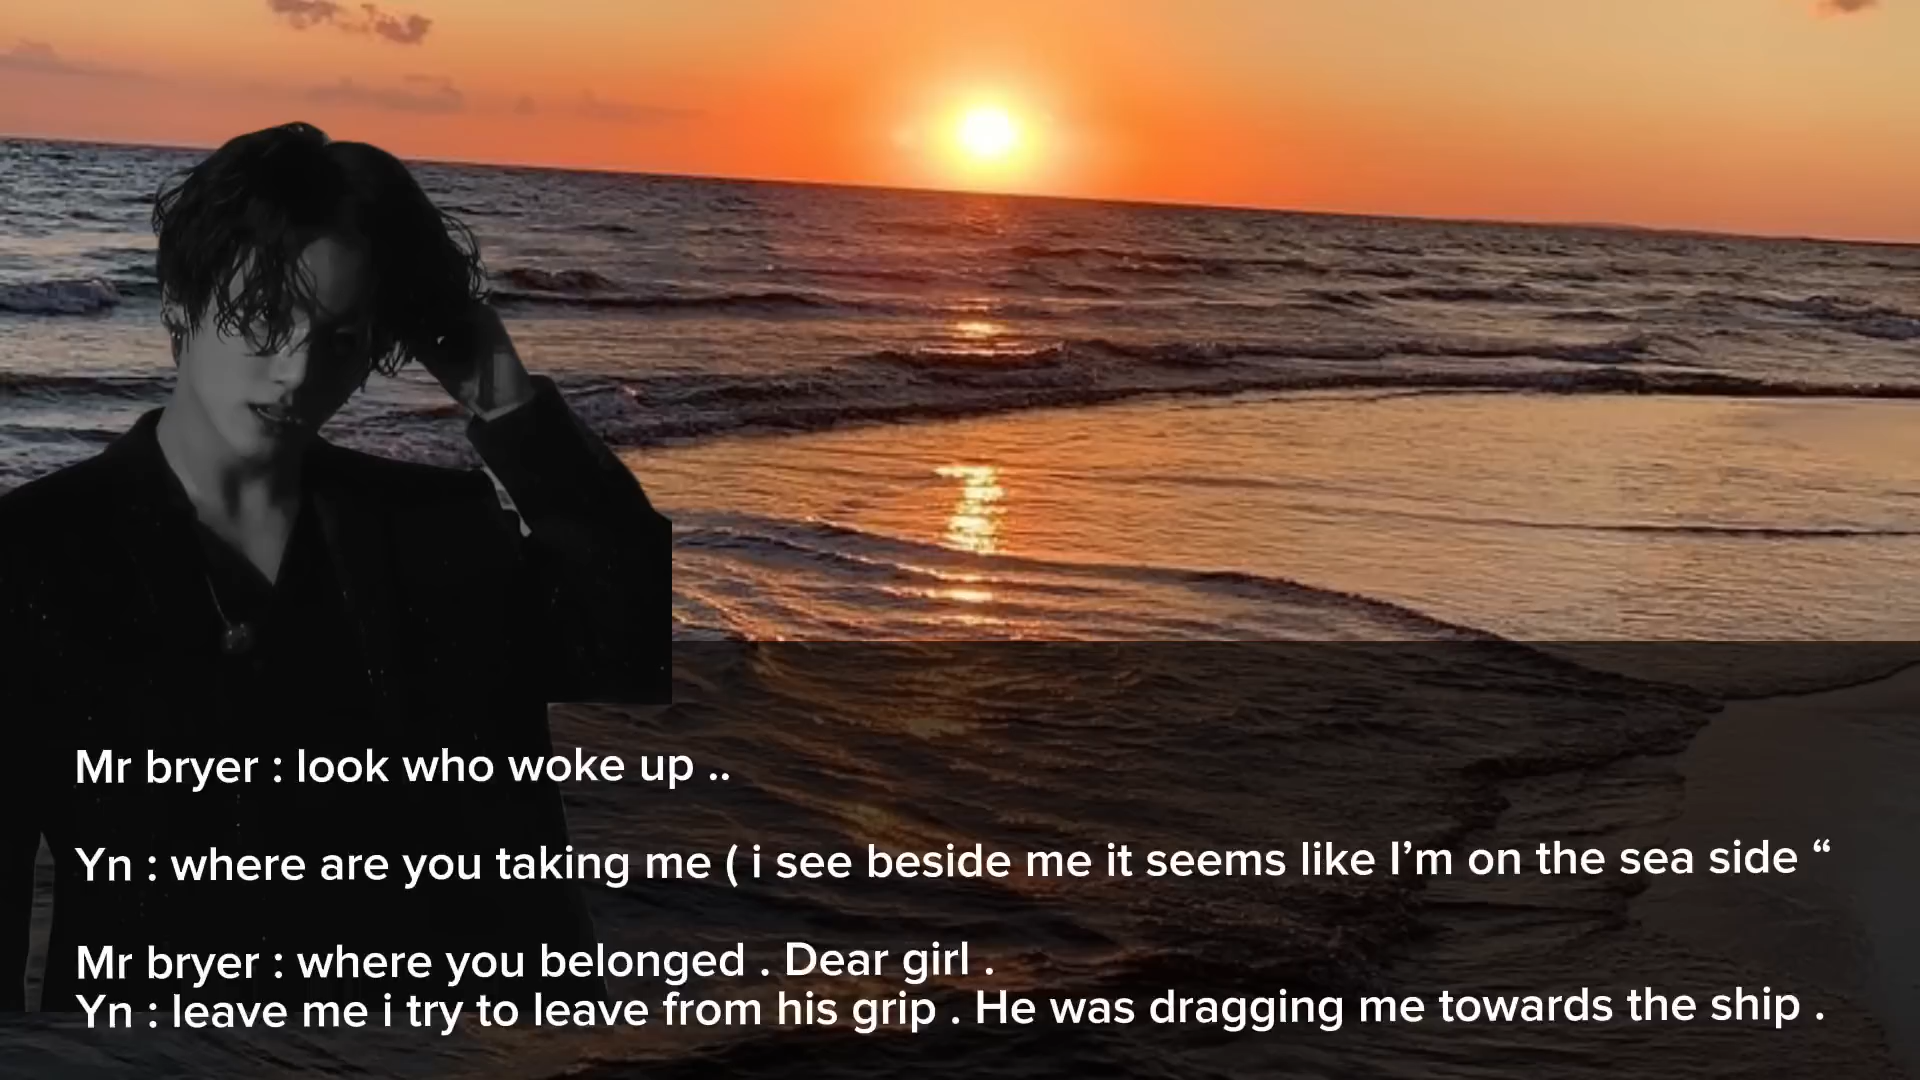 Mr bryer : look who woke up ..
Yn : where are you taking me ( i see beside me it seems like I’m on the sea side “
Mr bryer : where you belonged . Dear girl .
Yn : leave me i try to leave from his grip . He was dragging me towards the ship .